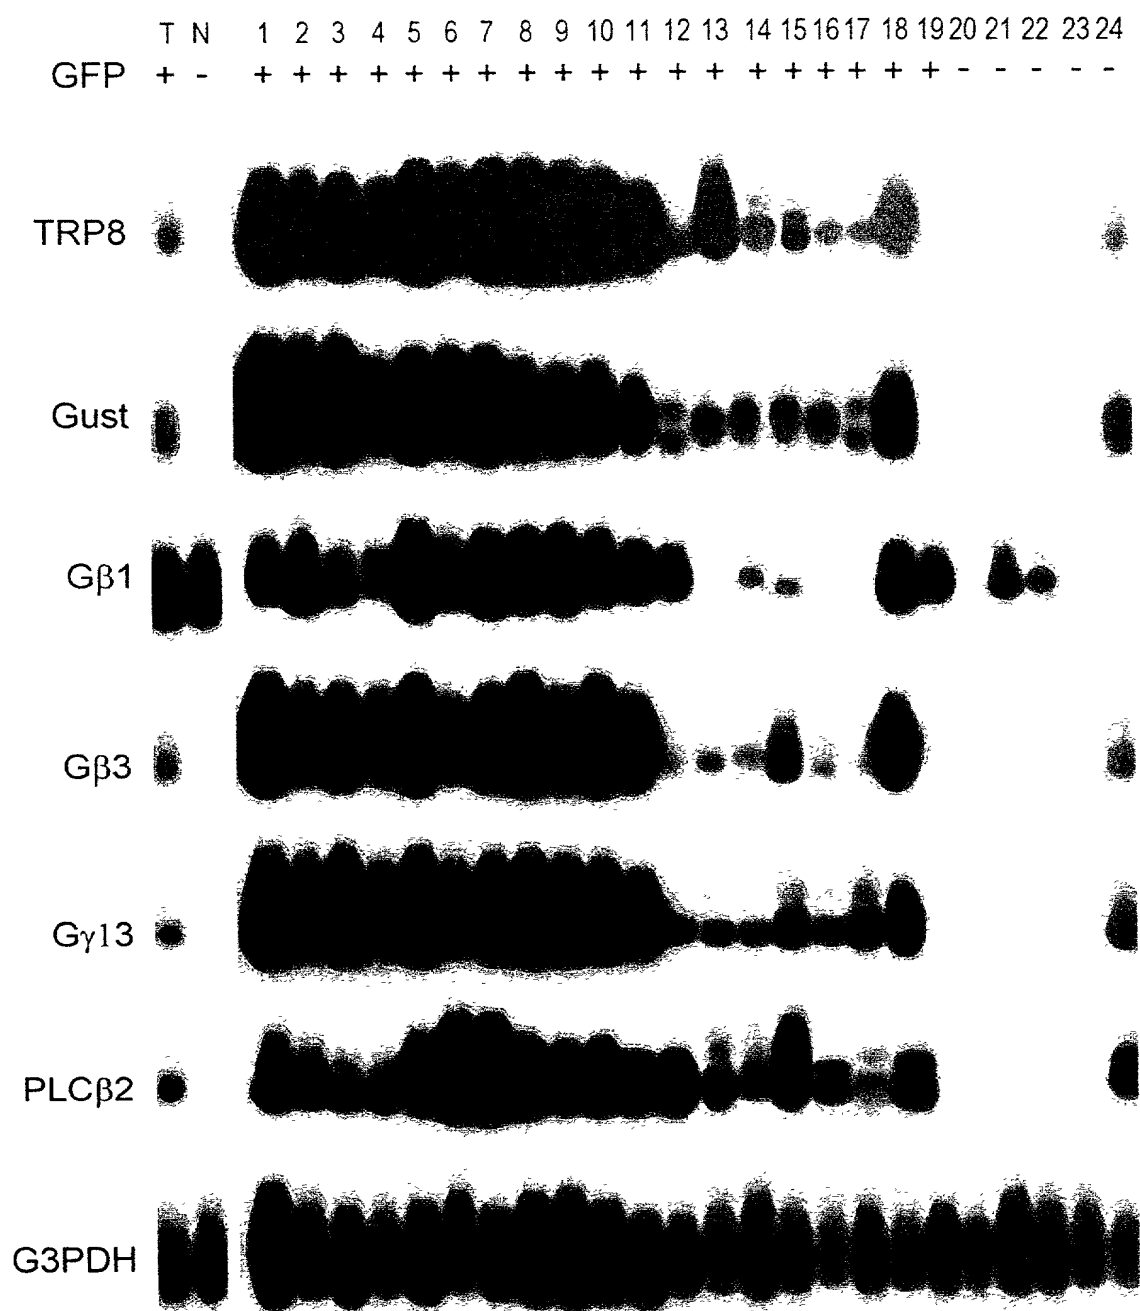 T N 1 2 3 4 5 6 7 8 9 10 11 12 13 14 15 16 17 18 19 20 21 22 23 24
GFP + - + + + + + + + + + + + + + + + + + + + - - - - -
TRP8
Gust
Gβ1
Gβ3
Gγ13
PLCβ2
G3PDH